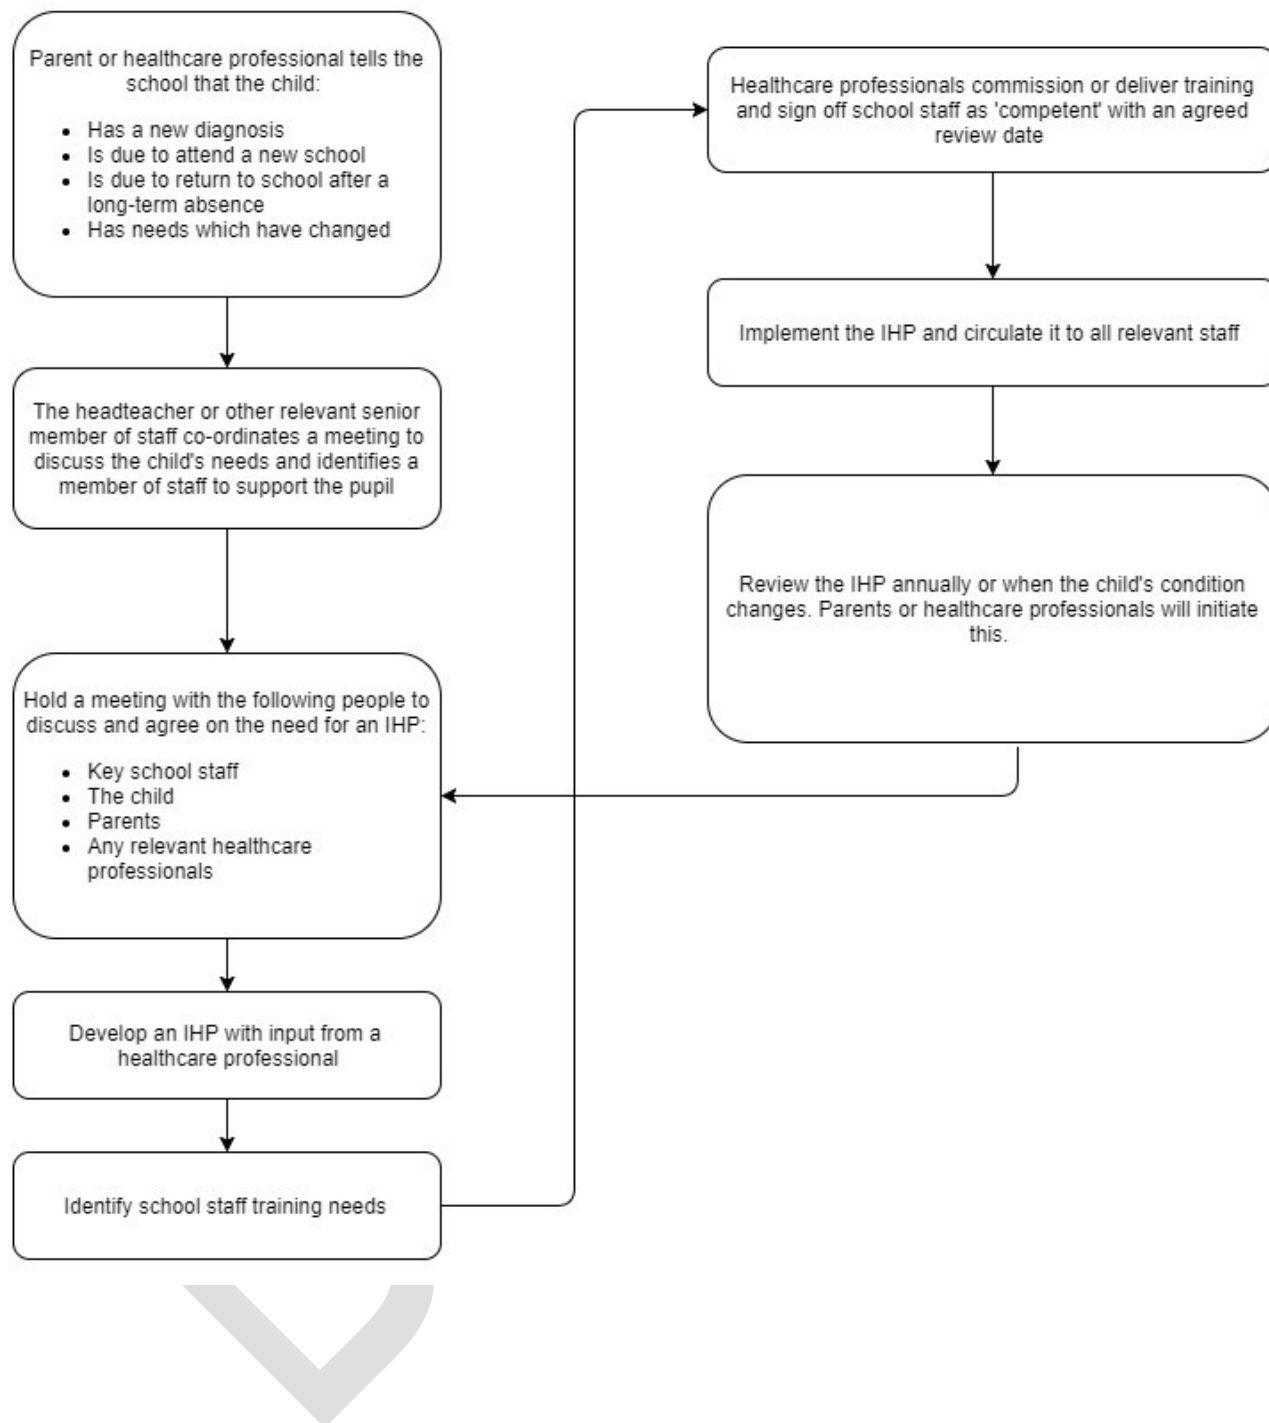 Parent or healthcare professional tells the
school that the child:
• Has a new diagnosis
• Is due to attend a new school
• Is due to return to school after a
long-term absence
• Has needs which have changed
The headteacher or other relevant senior
member of staff co-ordinates a meeting to
discuss the child's needs and identifies a
member of staff to support the pupil
Hold a meeting with the following people to
discuss and agree on the need for an IHP:
• Key school staff
• The child
• Parents
• Any relevant healthcare
professionals
Develop an IHP with input from a
healthcare professional
Identify school staff training needs
Healthcare professionals commission or deliver training
and sign off school staff as 'competent' with an agreed
review date
Implement the IHP and circulate it to all relevant staff
Review the IHP annually or when the child's condition
changes. Parents or healthcare professionals will initiate
this.